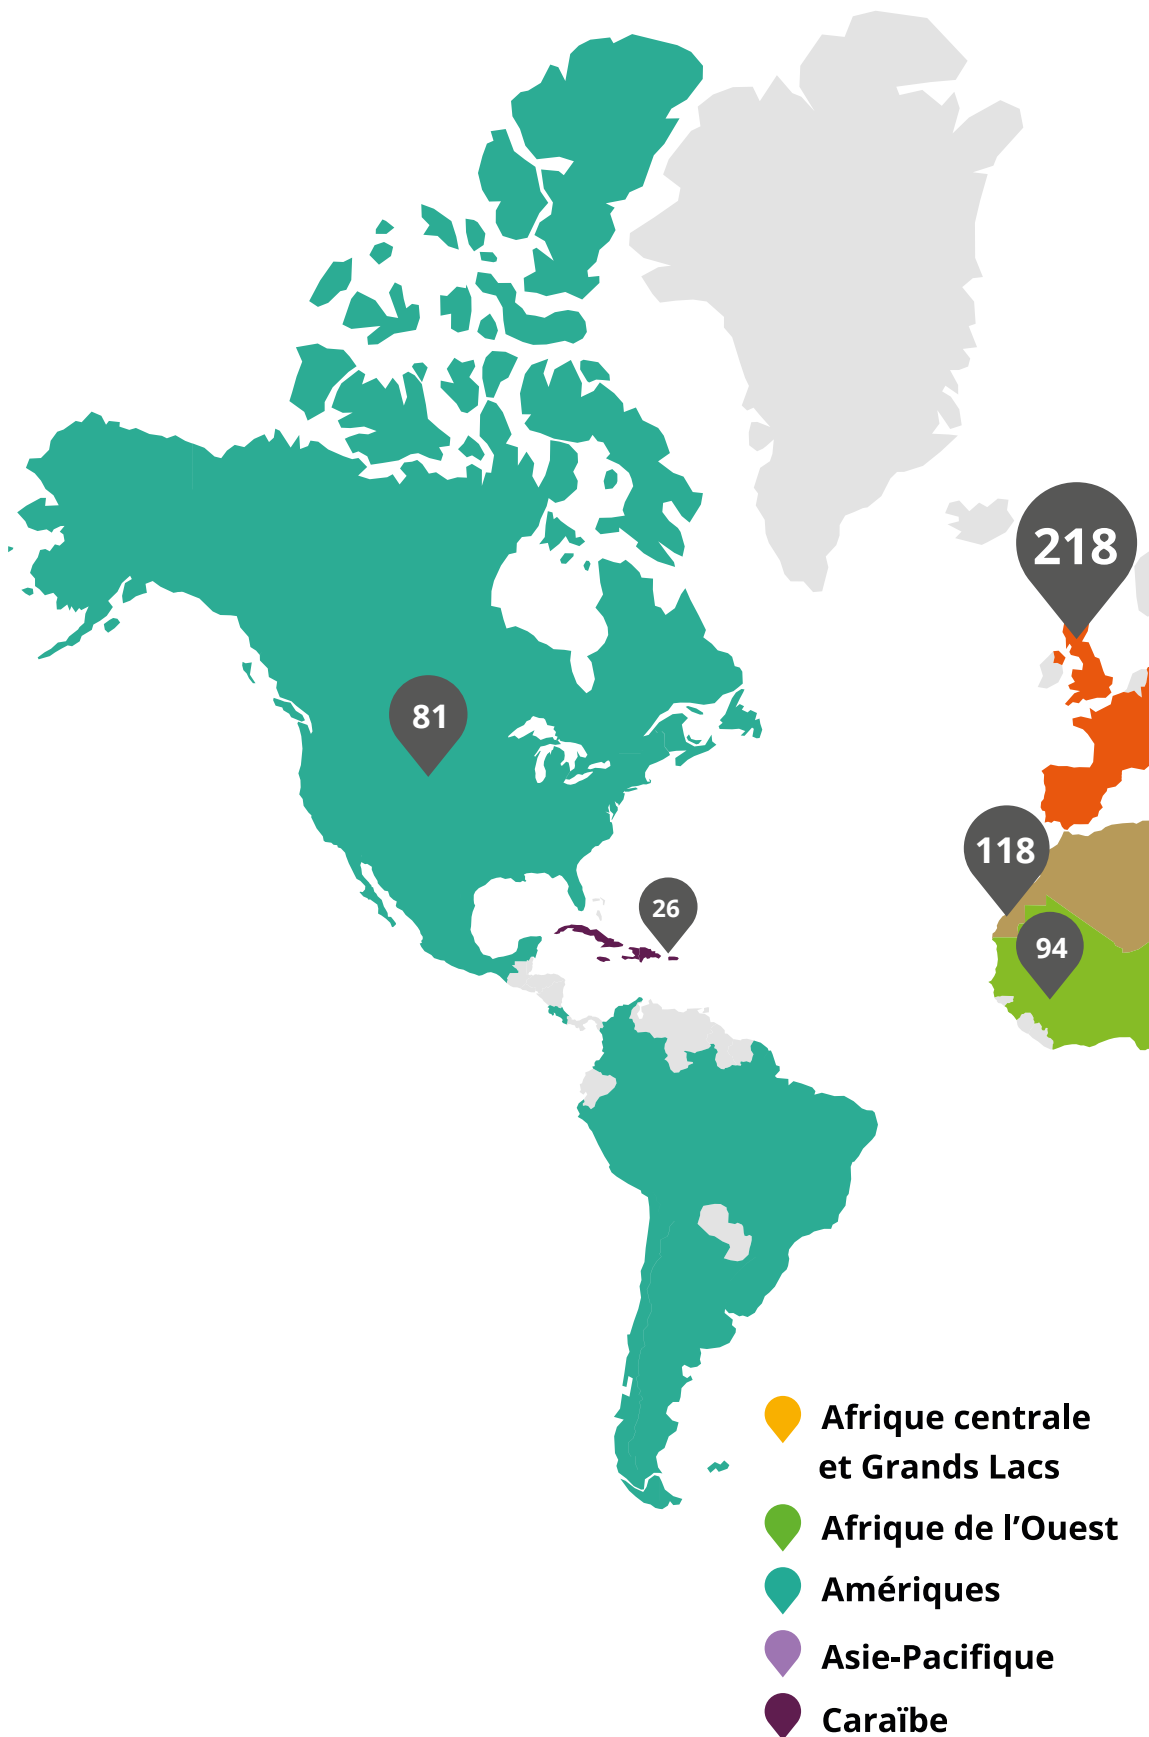 218
81
118
26
94
Afrique centrale
et Grands Lacs
Afrique de l’Ouest
Amériques
Asie-Pacifique
Caraïbe